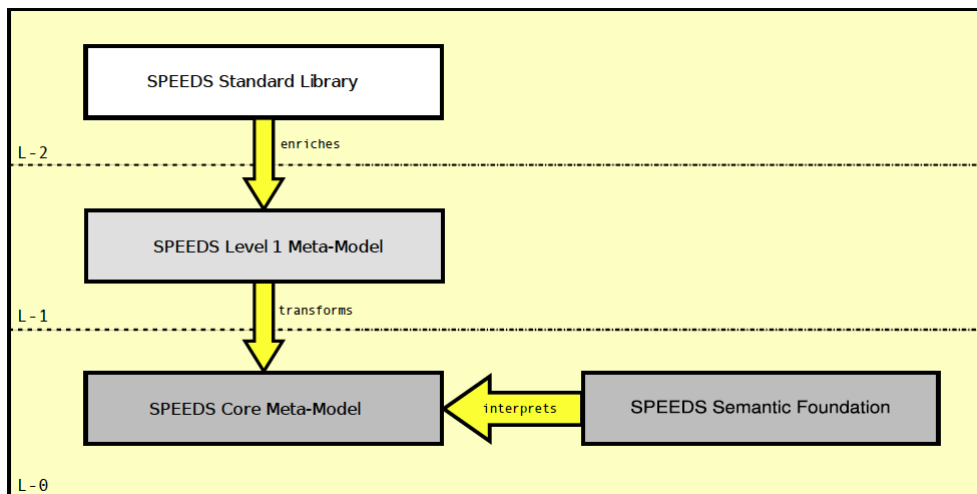 SPEEDS Standard Library
enriches
L-2
SPEEDS Level 1 Meta-Model
transforms
L-1
SPEEDS Core Meta-Model
interprets
SPEEDS Semantic Foundation
L-0